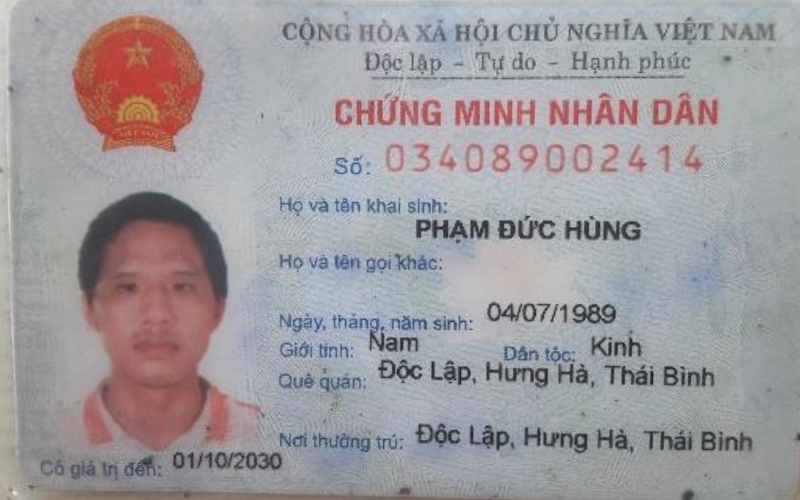 CỘNG HÒA XÃ HỘI CHỦ NGHĨA VIỆT NAM
Độc lập - Tự do - Hạnh phúc
CHỨNG MINH NHÂN DÂN
Số: 034089002414
Họ và tên khai sinh:
PHẠM ĐỨC HÙNG
Họ và tên gọi khác:
Ngày, tháng, năm sinh: 04/07/1989
Giới tính: Nam Dân tộc: Kinh
Quê quán: Độc Lập, Hưng Hà, Thái Bình
Nơi thường trú: Độc Lập, Hưng Hà, Thái Bình
Có giá trị đến: 01/10/2030